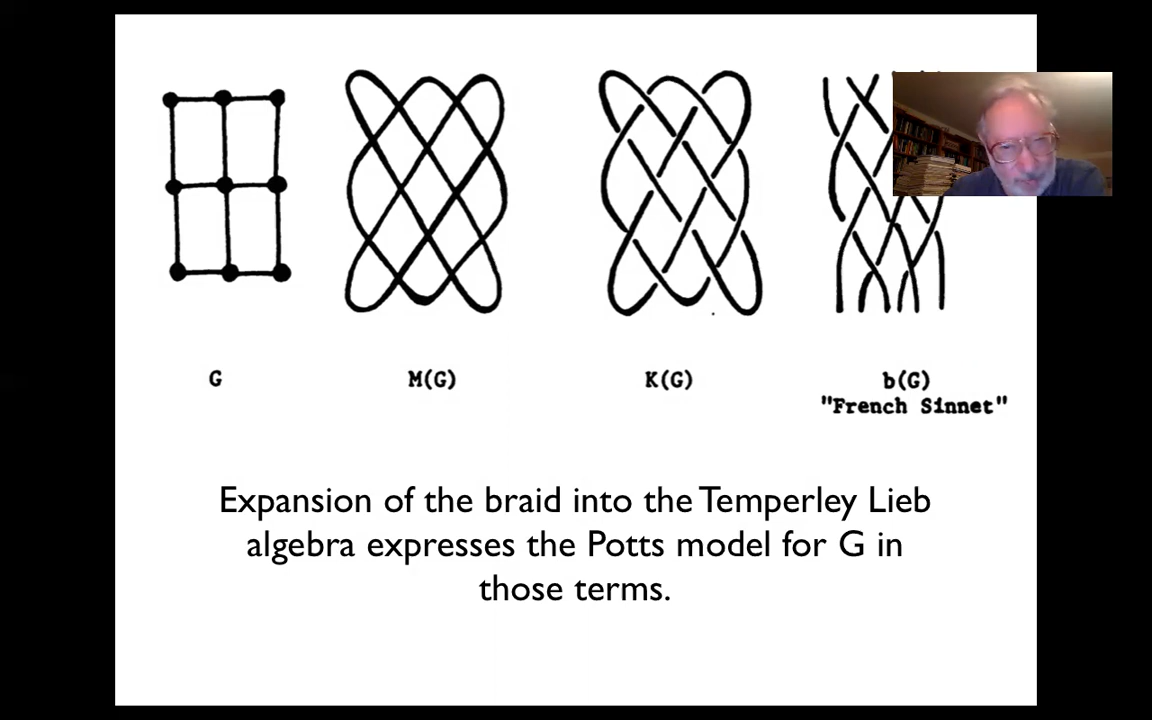 G
M(G)
K(G)
b(G)
"French Sinnet"
Expansion of the braid into the Temperley Lieb
algebra expresses the Potts model for G in
those terms.